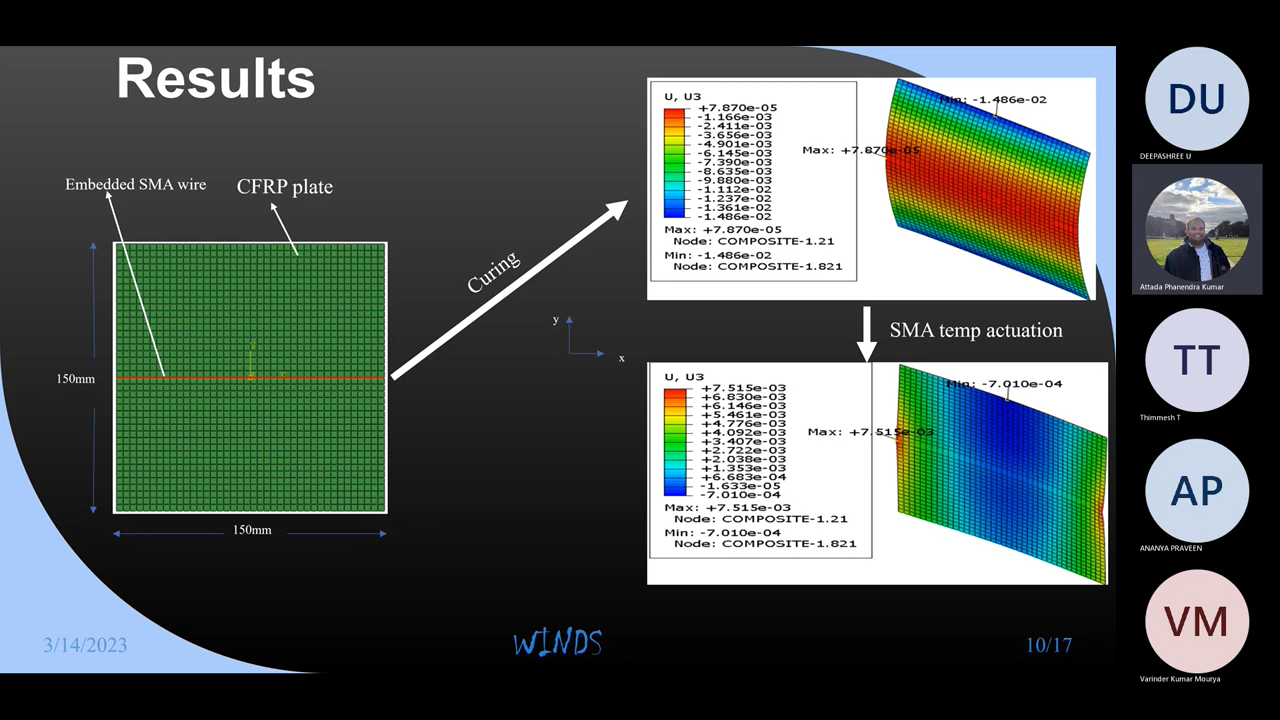 Results
Embedded SMA wire
CFRP plate
150mm
150mm
Curing
y
x
U, U3
+7.870e-05
-1.166e-03
-2.411e-03
-3.656e-03
-4.901e-03
-6.145e-03
-7.390e-03
-8.635e-03
-9.880e-03
-1.112e-02
-1.237e-02
-1.361e-02
-1.486e-02
Max: +7.870e-05
Node: COMPOSITE-1.21
Min: -1.486e-02
Node: COMPOSITE-1.821
Min: -1.486e-02
Max: +7.870e-05
SMA temp actuation
U, U3
+7.515e-03
+6.830e-03
+6.146e-03
+5.461e-03
+4.776e-03
+4.092e-03
+3.407e-03
+2.722e-03
+2.038e-03
+1.353e-03
+6.683e-04
-1.633e-05
-7.010e-04
Max: +7.515e-03
Node: COMPOSITE-1.21
Min: -7.010e-04
Node: COMPOSITE-1.821
Min: -7.010e-04
Max: +7.515e-03
3/14/2023
WINDS
10/17
DU
DEEPASHREE U
Attada Phanendra Kumar
TT
Thimmesh T
AP
ANANYA PRAVEEN
VM
Varinder Kumar Mourya